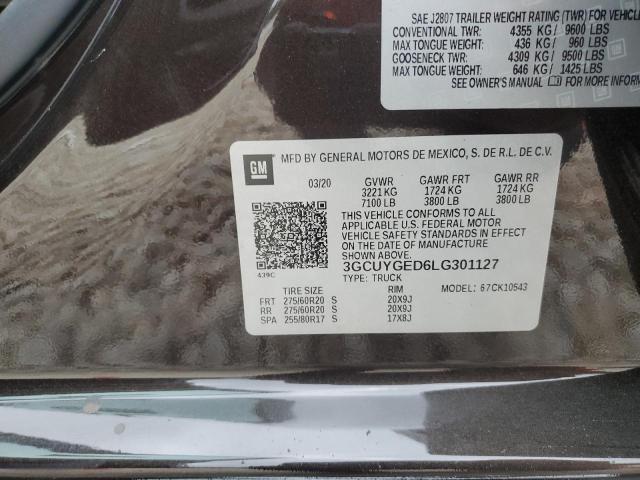 SAE J2807 TRAILER WEIGHT RATING (TWR) FOR VEHICLE
CONVENTIONAL TWR: 4355 KG / 9600 LBS
MAX TONGUE WEIGHT: 436 KG / 960 LBS
GOOSENECK TWR: 4309 KG / 9500 LBS
MAX TONGUE WEIGHT: 646 KG / 1425 LBS
SEE OWNER'S MANUAL FOR MORE INFORMATION
GM
MFD BY GENERAL MOTORS DE MEXICO, S. DE R.L. DE C.V.
03/20 GVWR GAWR FRT GAWR RR
3221 KG 1724 KG 1724 KG
7100 LB 3800 LB 3800 LB
THIS VEHICLE CONFORMS TO ALL
APPLICABLE U.S. FEDERAL MOTOR
VEHICLE SAFETY STANDARDS IN EFFECT
ON THE DATE OF MANUFACTURE
SHOWN ABOVE.
439C
3GCUYGED6LG301127
TYPE: TRUCK
MODEL: 67CK10543
TIRE SIZE RIM
FRT 275/60R20 S 20X9J
RR 275/60R20 S 20X9J
SPA 255/80R17 S 17X8J